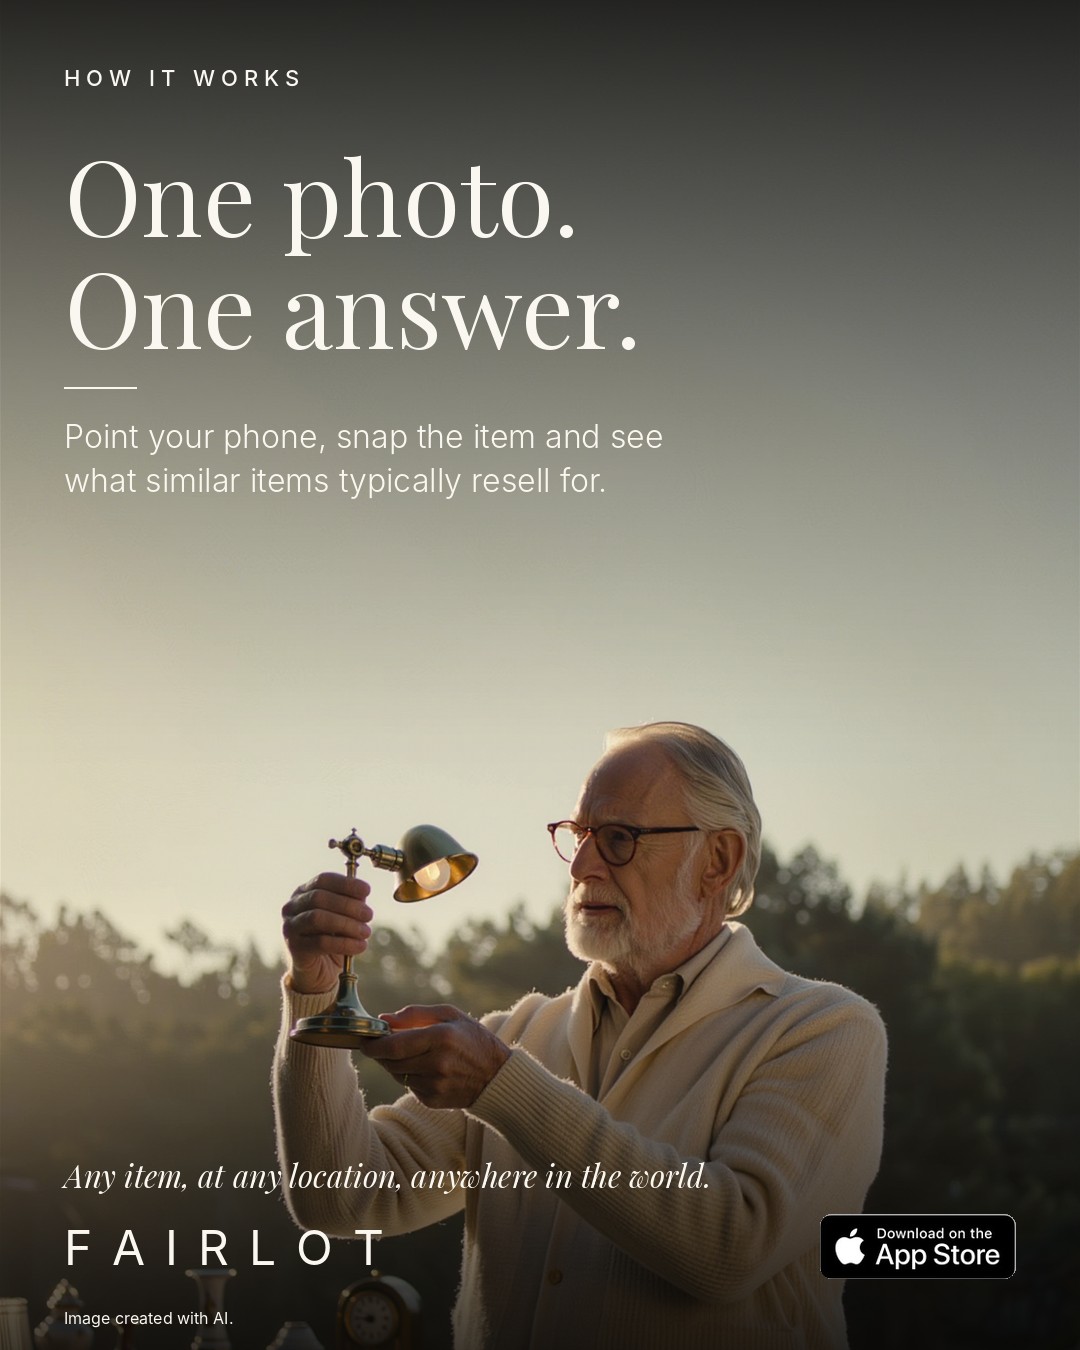 HOW IT WORKS
One photo.
One answer.
Point your phone, snap the item and see
what similar items typically resell for.
Any item, at any location, anywhere in the world.
FAIRLOT
Download on the
App Store
Image created with AI.